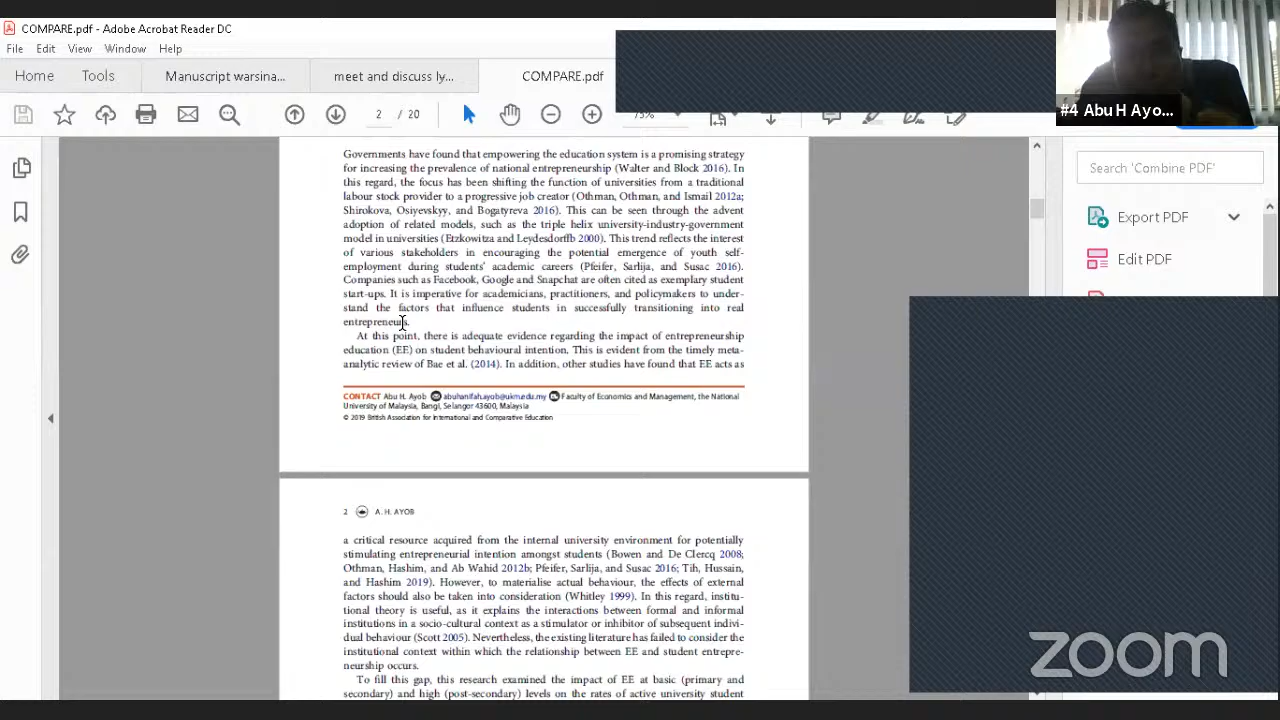 COMPARE.pdf - Adobe Acrobat Reader DC
File Edit View Window Help
Home Tools Manuscript warsina... meet and discuss ly... COMPARE.pdf
2 / 20
75%
#4 Abu H Ayo...
Search 'Combine PDF'
Export PDF
Edit PDF
Governments have found that empowering the education system is a promising strategy
for increasing the prevalence of national entrepreneurship (Walter and Block 2016). In
this regard, the focus has been shifting the function of universities from a traditional
labour stock provider to a progressive job creator (Othman, Othman, and Ismail 2012a;
Shirokova, Osiyevskyy, and Bogatyreva 2016). This can be seen through the advent
adoption of related models, such as the triple helix university-industry-government
model in universities (Etzkowitza and Leydesdorffb 2000). This trend reflects the interest
of various stakeholders in encouraging the potential emergence of youth self-
employment during students' academic careers (Pfeifer, Sarlija, and Susac 2016).
Companies such as Facebook, Google and Snapchat are often cited as exemplary student
start-ups. It is imperative for academicians, practitioners, and policymakers to under-
stand the factors that influence students in successfully transitioning into real
entrepreneurs.
At this point, there is adequate evidence regarding the impact of entrepreneurship
education (EE) on student behavioural intention. This is evident from the timely meta-
analytic review of Bae et al. (2014). In addition, other studies have found that EE acts as
CONTACT Abu H. Ayob abuhanifah.ayob@ukm.edu.my Faculty of Economics and Management, the National
University of Malaysia, Bangi, Selangor 43600, Malaysia
© 2019 British Association for International and Comparative Education
2 A. H. AYOB
a critical resource acquired from the internal university environment for potentially
stimulating entrepreneurial intention amongst students (Bowen and De Clercq 2008;
Othman, Hashim, and Ab Wahid 2012b; Pfeifer, Sarlija, and Susac 2016; Tih, Hussain,
and Hashim 2019). However, to materialise actual behaviour, the effects of external
factors should also be taken into consideration (Whitley 1999). In this regard, institu-
tional theory is useful, as it explains the interactions between formal and informal
institutions in a socio-cultural context as a stimulator or inhibitor of subsequent indivi-
dual behaviour (Scott 2005). Nevertheless, the existing literature has failed to consider the
institutional context within which the relationship between EE and student entrepre-
neurship occurs.
To fill this gap, this research examined the impact of EE at basic (primary and
secondary) and high (post-secondary) levels on the rates of active university student
zoom